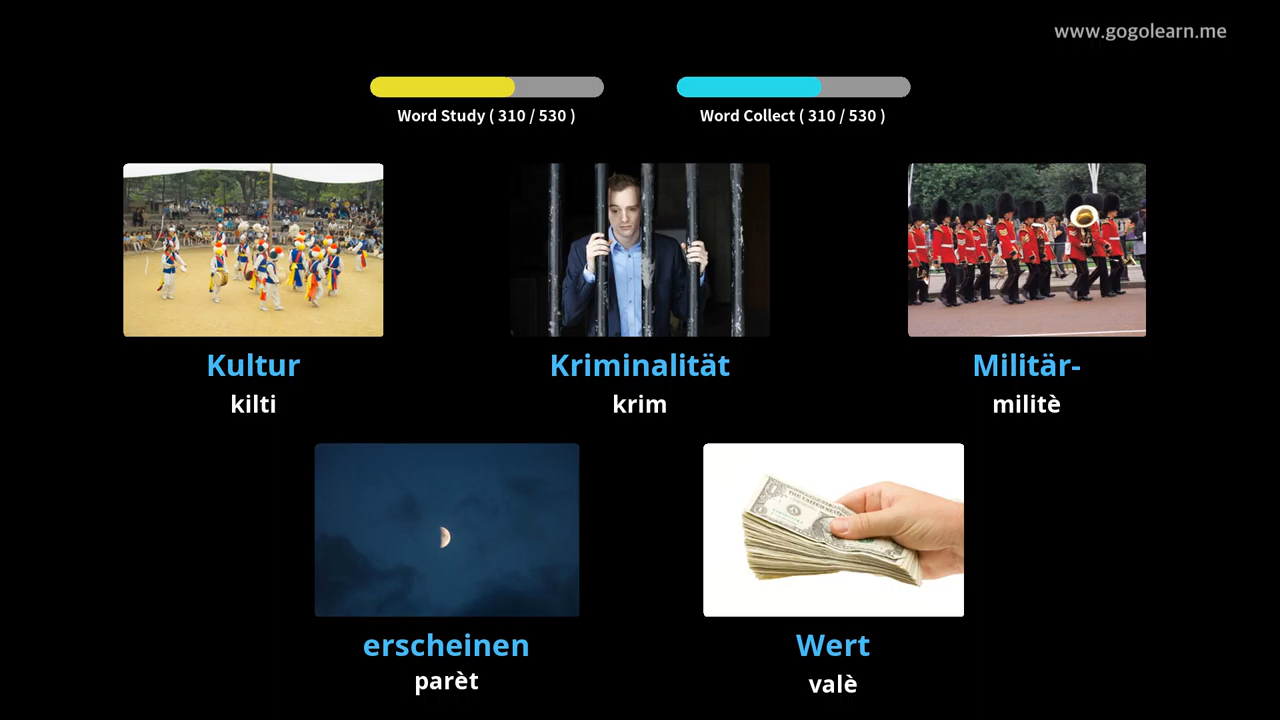 www.gogolearn.me
Word Study ( 310 / 530 )
Word Collect ( 310 / 530 )
Kultur
kilti
Kriminalität
krim
Militär-
militè
erscheinen
parèt
Wert
valè